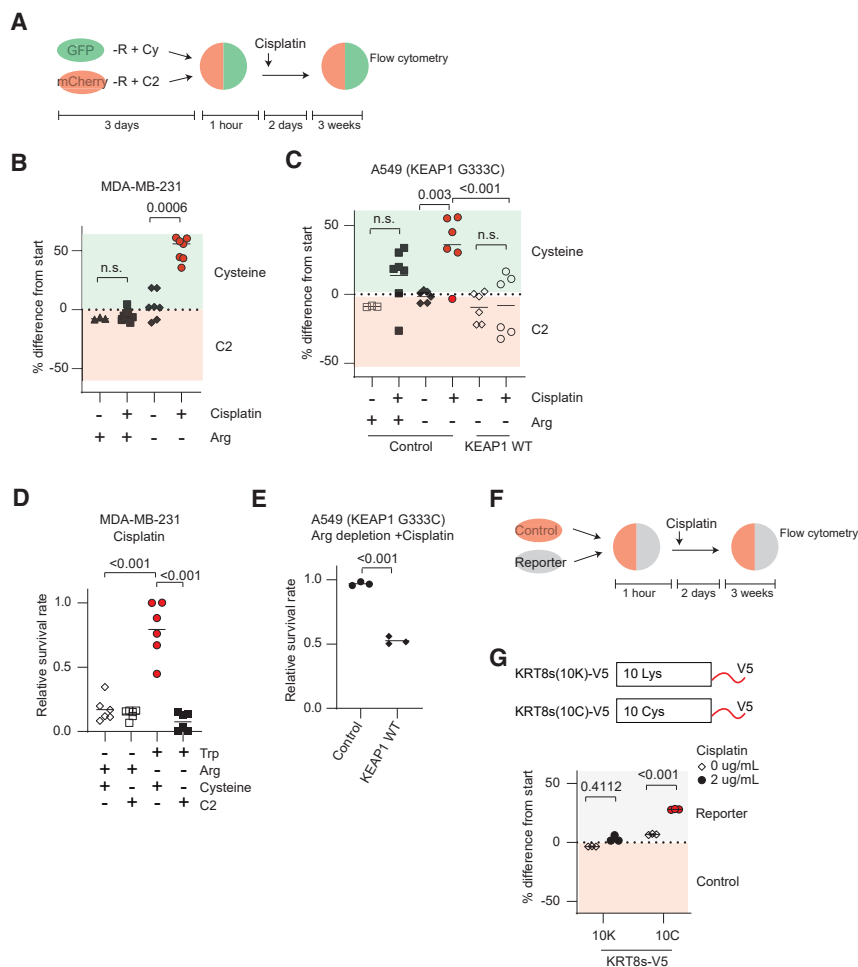 A
GFP -R + Cy
mCherry -R + C2
Cisplatin
Flow cytometry
3 days
1 hour
2 days
3 weeks
B
MDA-MB-231
0.0006
n.s.
% difference from start
50
0
-50
Cysteine
C2
- + - + Cisplatin
+ + - - Arg
C
A549 (KEAP1 G333C)
<0.001
0.003
n.s.
n.s.
% difference from start
50
0
-50
Cysteine
C2
- + - + - + Cisplatin
+ + - - - - Arg
Control
KEAP1 WT
D
MDA-MB-231
Cisplatin
<0.001
<0.001
Relative survival rate
1.0
0.5
0.0
- - + + Trp
+ + - - Arg
+ - + - Cysteine
- + - + C2
E
A549 (KEAP1 G333C)
Arg depletion +Cisplatin
<0.001
Relative survival rate
1.0
0.5
0.0
Control
KEAP1 WT
F
Control
Reporter
Cisplatin
Flow cytometry
1 hour
2 days
3 weeks
G
KRT8s(10K)-V5 10 Lys V5
KRT8s(10C)-V5 10 Cys V5
Cisplatin
0 ug/mL
2 ug/mL
<0.001
0.4112
% difference from start
50
0
-50
Reporter
Control
10K 10C
KRT8s-V5